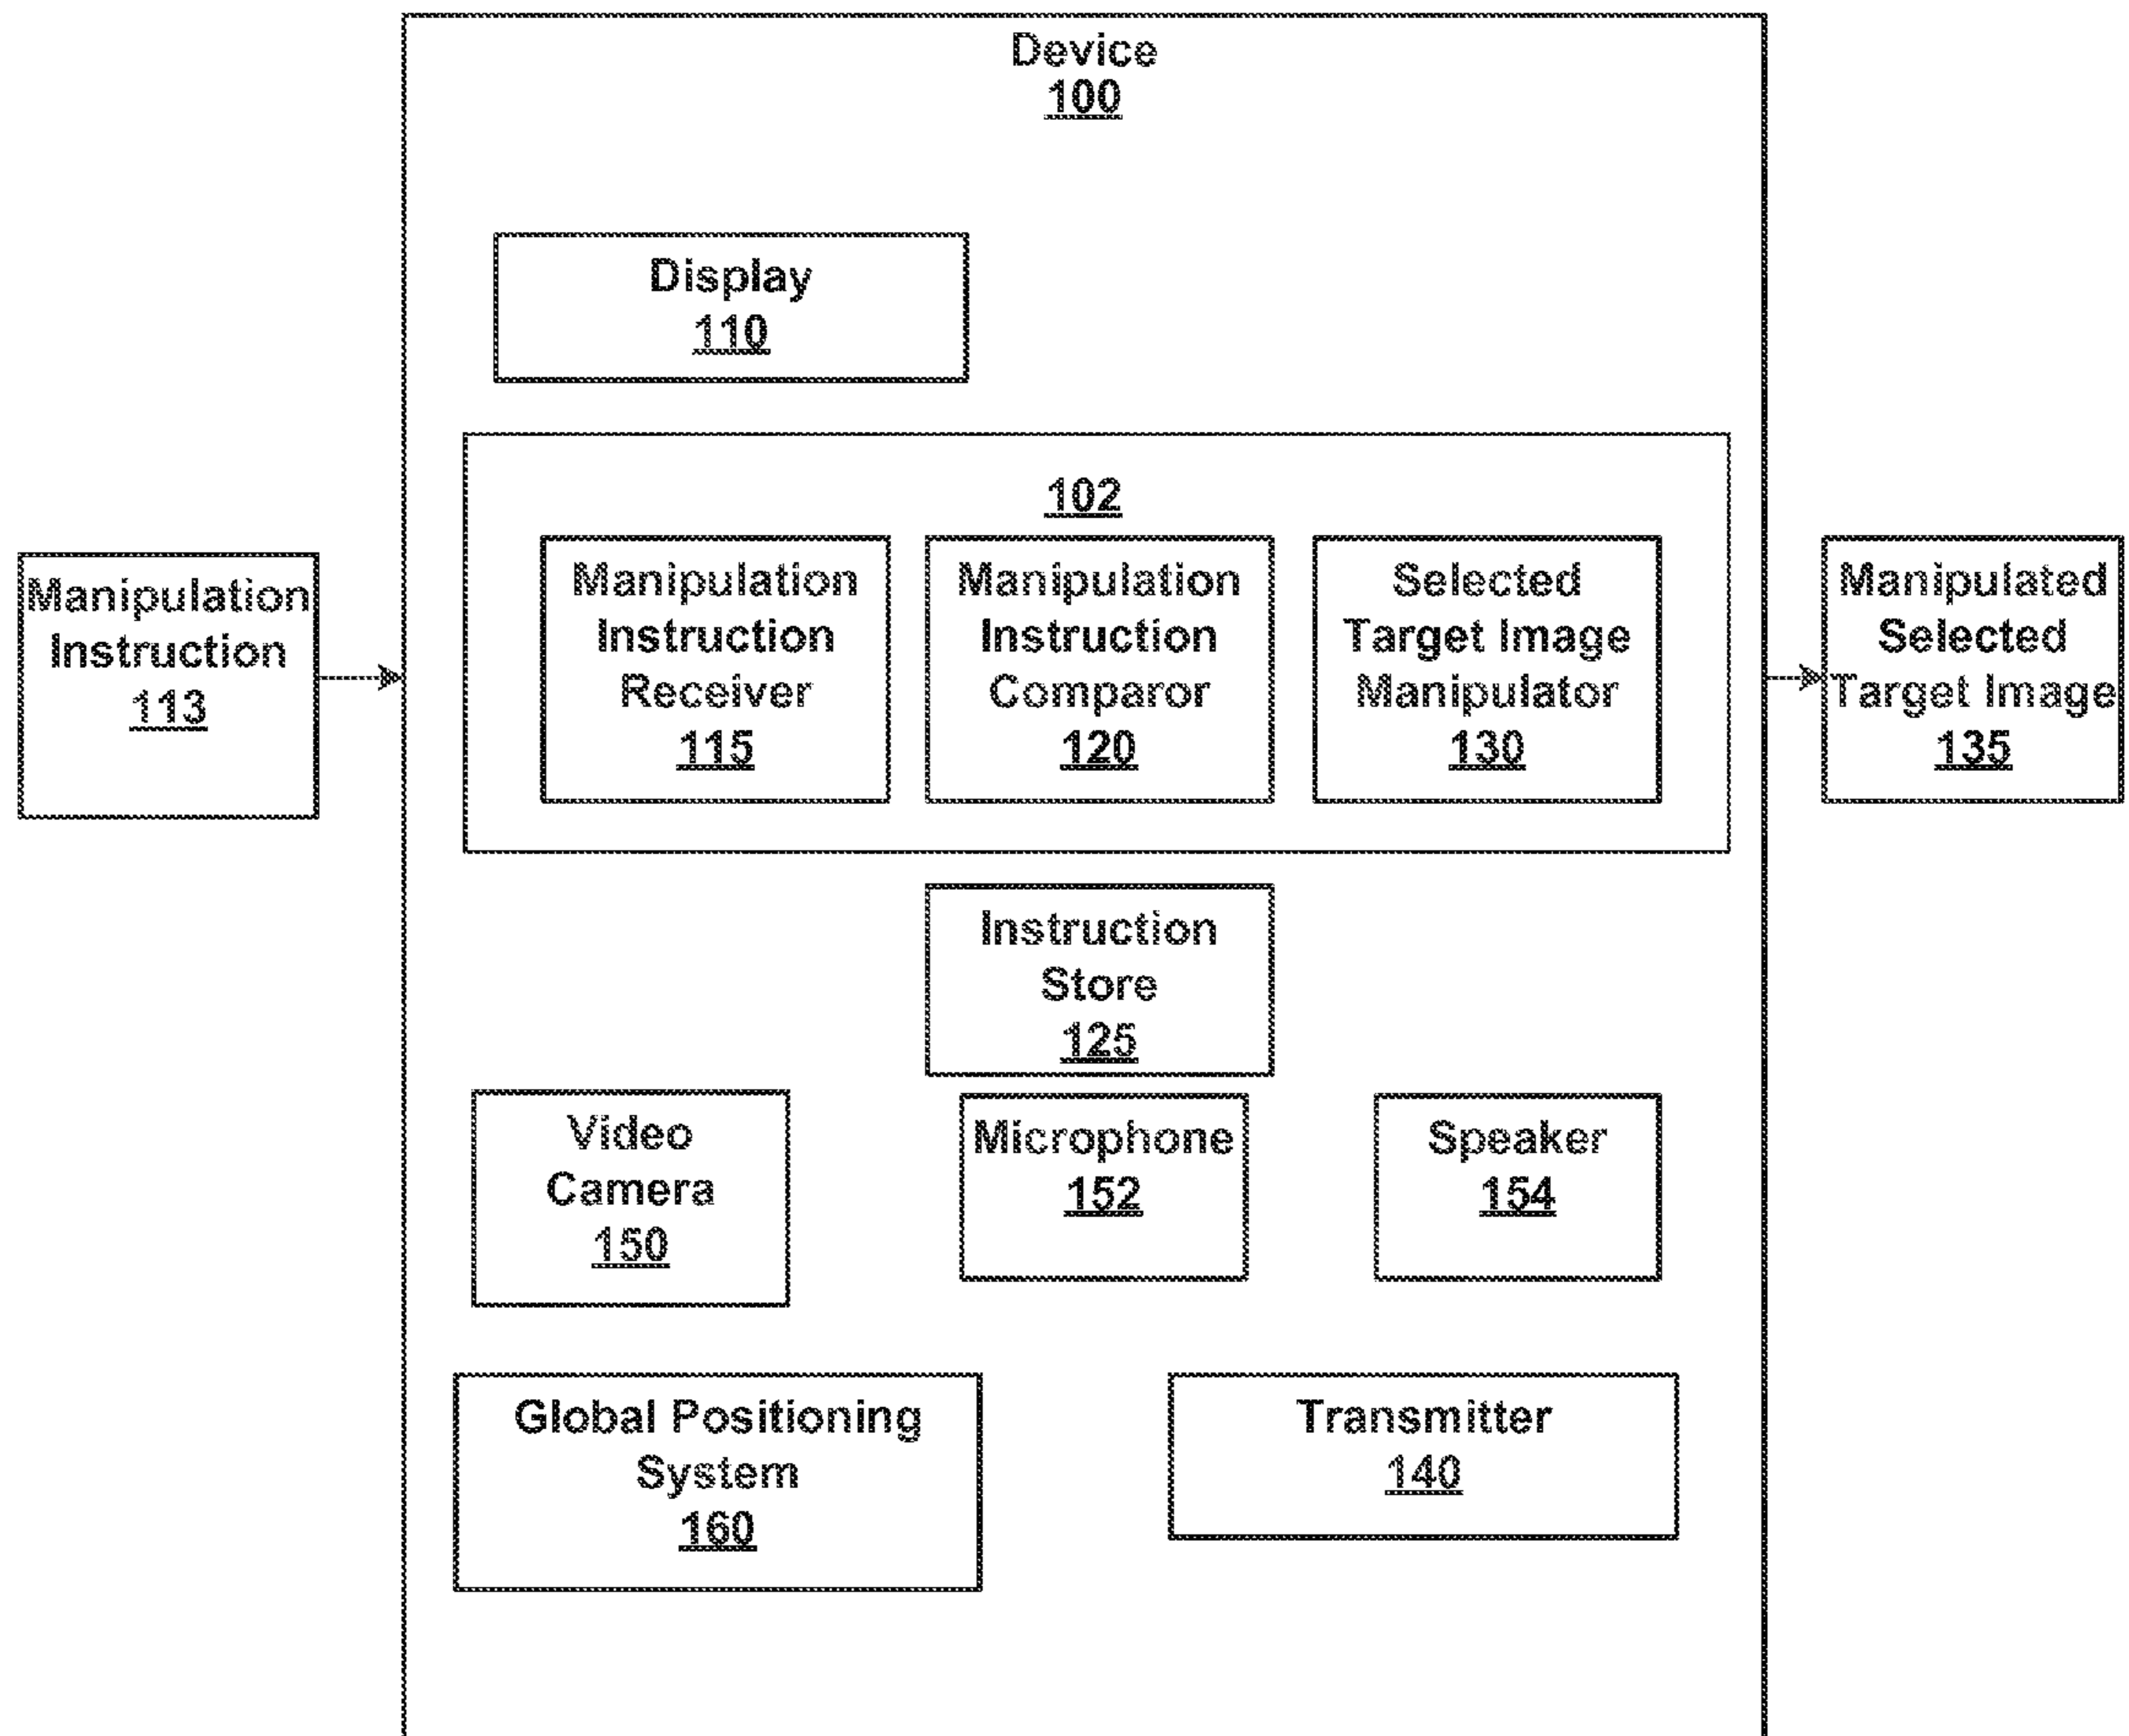 Device
100
Display
110
102
Manipulation
Instruction
113
Manipulation
Instruction
Receiver
115
Manipulation
Instruction
Comparor
120
Selected
Target Image
Manipulator
130
Manipulated
Selected
Target Image
135
Instruction
Store
125
Video
Camera
150
Microphone
152
Speaker
154
Global Positioning
System
160
Transmitter
140